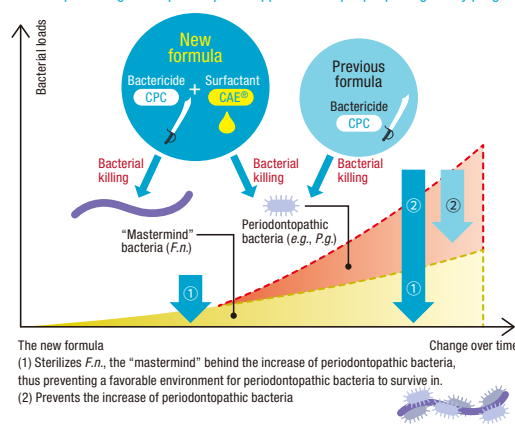 Bacterial loads
New
formula
Bactericide + Surfactant
CPC CAE®
Previous
formula
Bactericide
CPC
Bacterial
killing
Bacterial
killing
Bacterial
killing
"Mastermind"
bacteria (F.n.)
Periodontopathic
bacteria (e.g., P.g.)
①
②
①
②
The new formula
Change over time
(1) Sterilizes F.n., the "mastermind" behind the increase of periodontopathic bacteria,
thus preventing a favorable environment for periodontopathic bacteria to survive in.
(2) Prevents the increase of periodontopathic bacteria